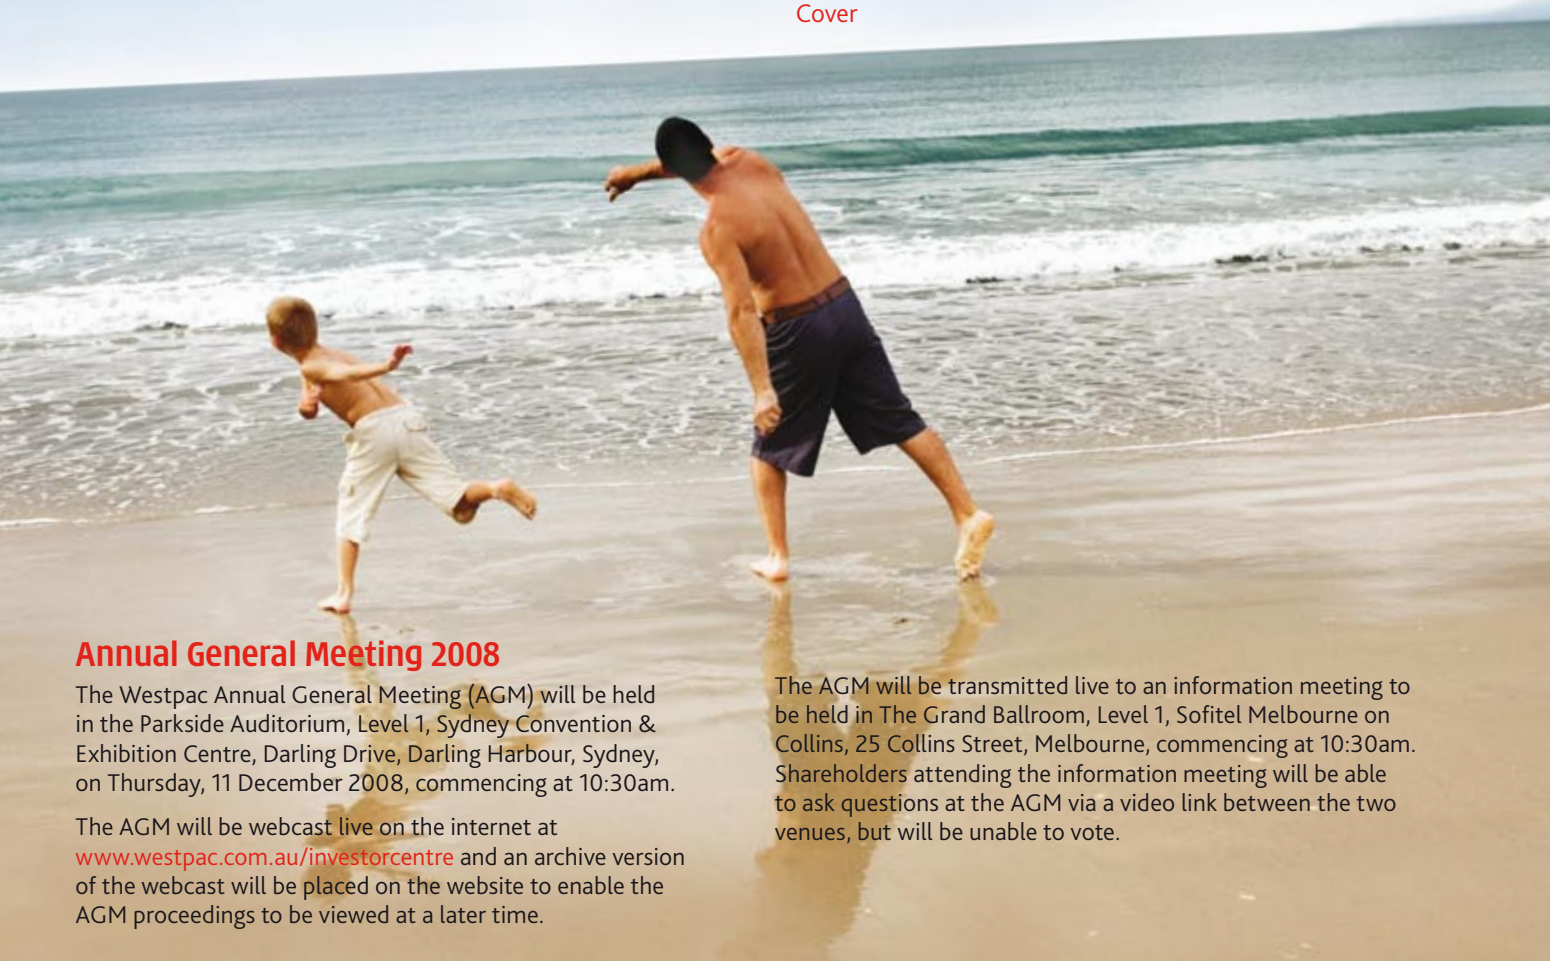 Cover
Annual General Meeting 2008
The Westpac Annual General Meeting (AGM) will be held
in the Parkside Auditorium, Level 1, Sydney Convention &
Exhibition Centre, Darling Drive, Darling Harbour, Sydney,
on Thursday, 11 December 2008, commencing at 10:30am.
The AGM will be webcast live on the internet at
www.westpac.com.au/investorcentre and an archive version
of the webcast will be placed on the website to enable the
AGM proceedings to be viewed at a later time.
The AGM will be transmitted live to an information meeting to
be held in The Grand Ballroom, Level 1, Sofitel Melbourne on
Collins, 25 Collins Street, Melbourne, commencing at 10:30am.
Shareholders attending the information meeting will be able
to ask questions at the AGM via a video link between the two
venues, but will be unable to vote.